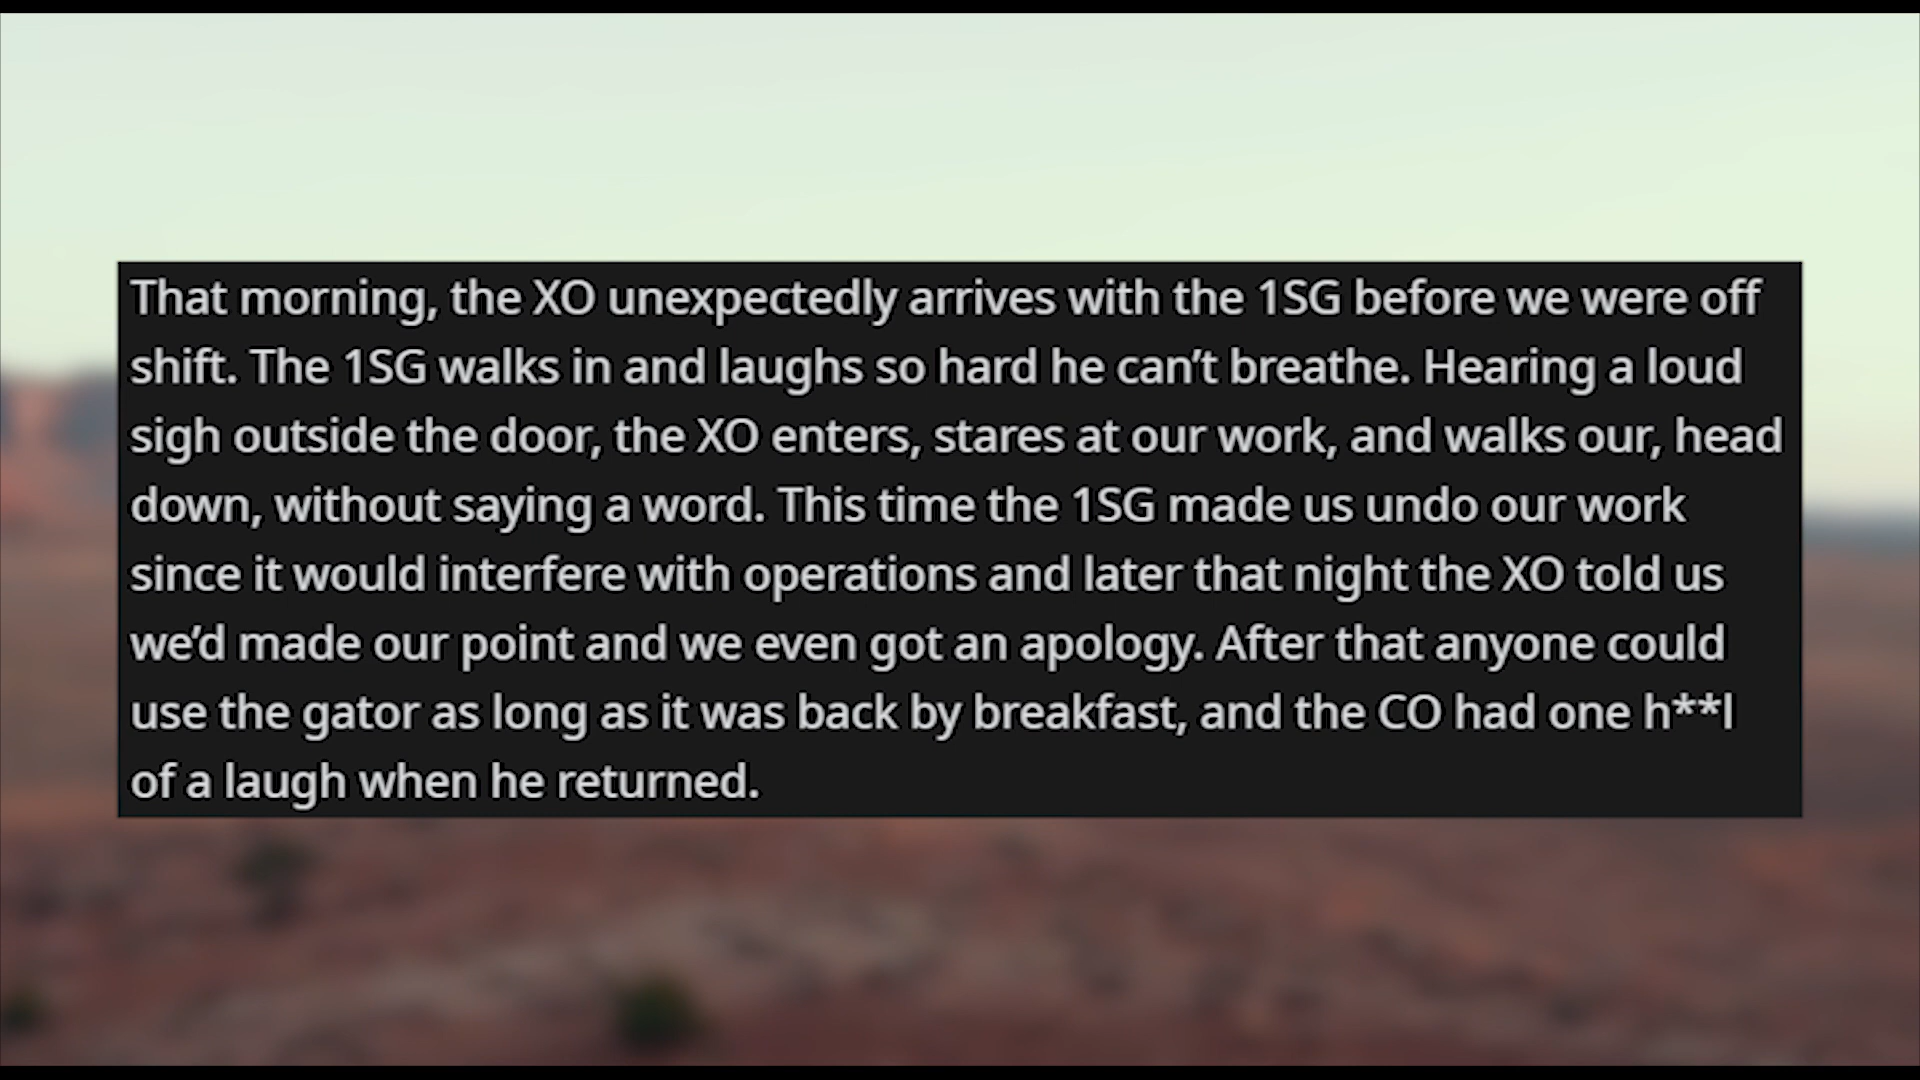 That morning, the XO unexpectedly arrives with the 1SG before we were off
shift. The 1SG walks in and laughs so hard he can’t breathe. Hearing a loud
sigh outside the door, the XO enters, stares at our work, and walks our, head
down, without saying a word. This time the 1SG made us undo our work
since it would interfere with operations and later that night the XO told us
we’d made our point and we even got an apology. After that anyone could
use the gator as long as it was back by breakfast, and the CO had one h**l
of a laugh when he returned.